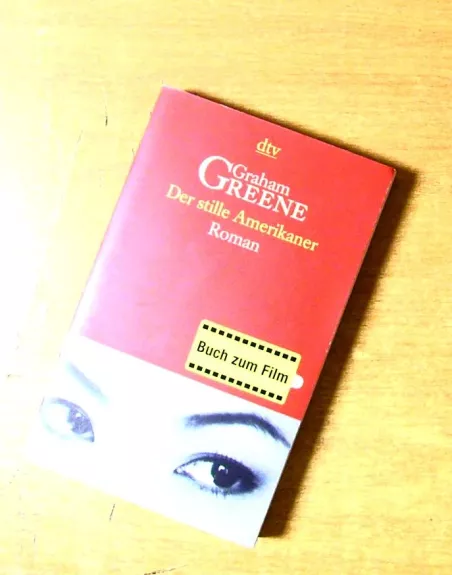 dtv
Graham
GREENE
Der stille Amerikaner
Roman
Buch zum Film